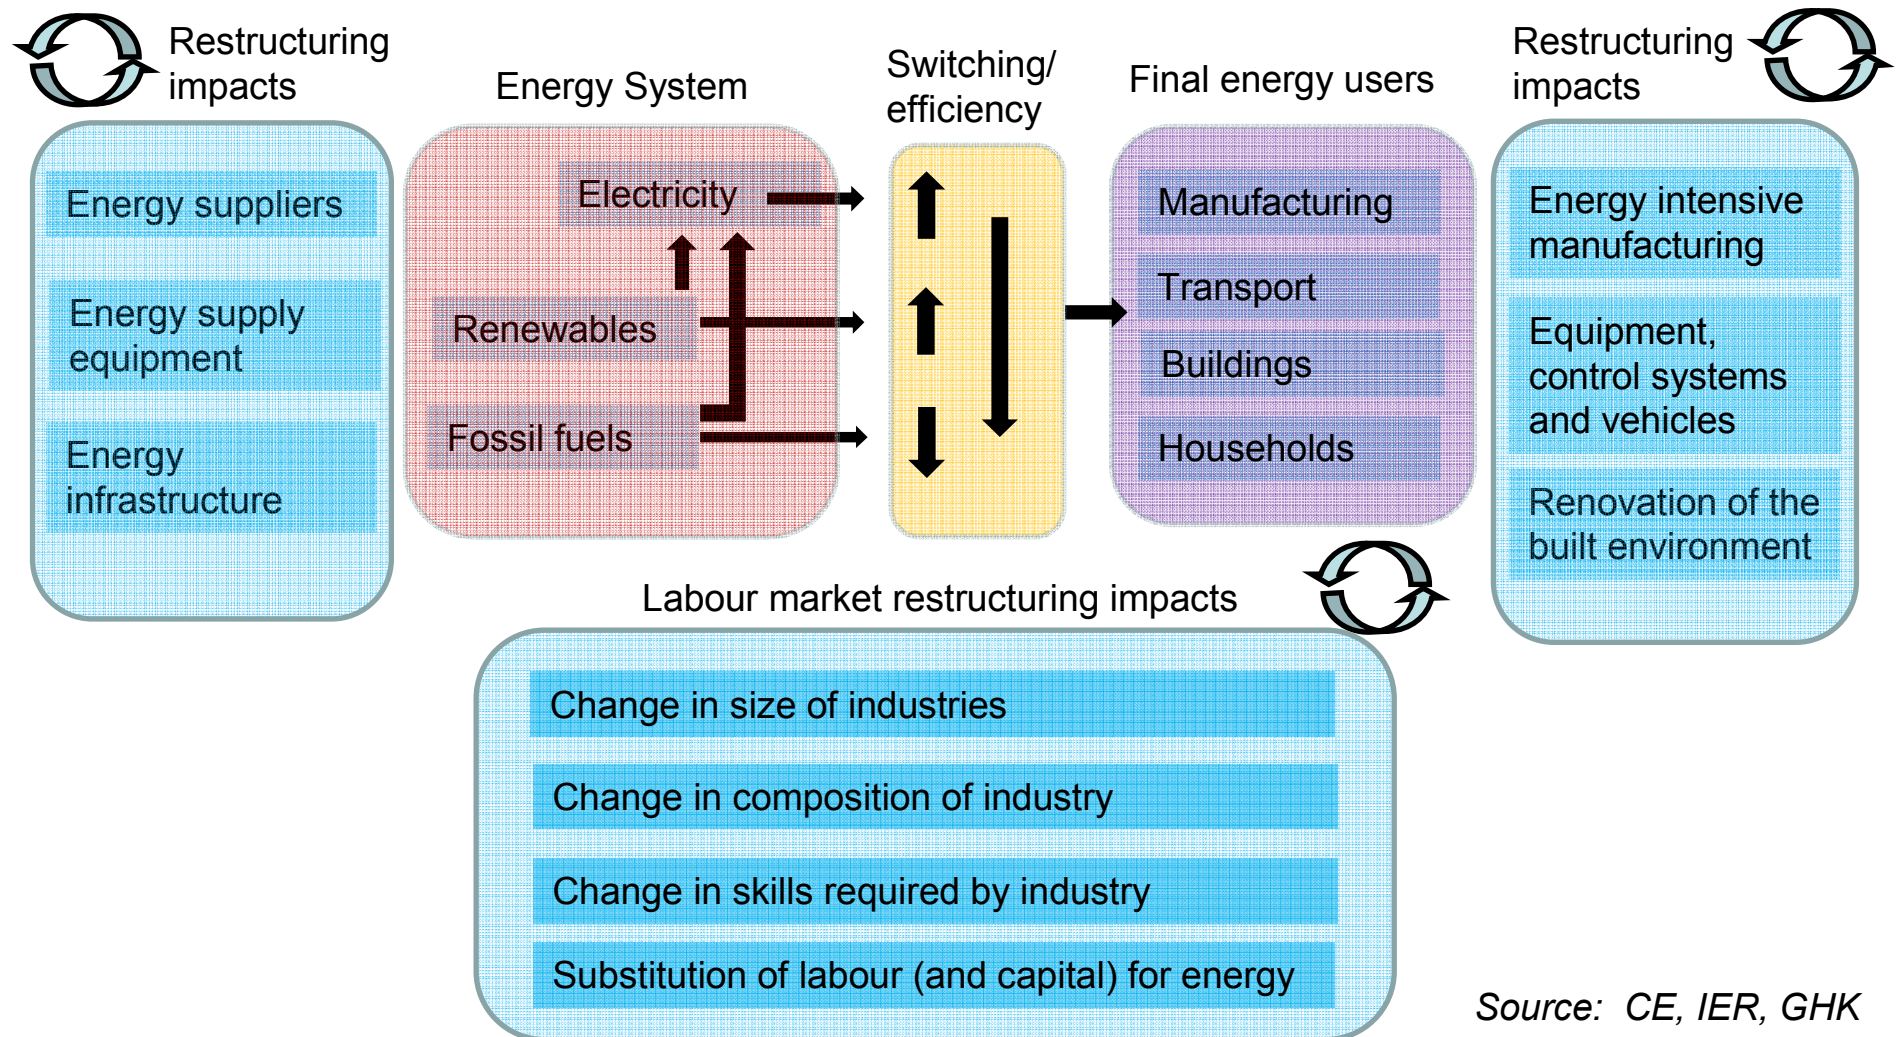 Restructuring
impacts
Energy suppliers
Energy supply
equipment
Energy
infrastructure
Energy System
Electricity
Renewables
Fossil fuels
Switching/
efficiency
Final energy users
Manufacturing
Transport
Buildings
Households
Restructuring
impacts
Energy intensive
manufacturing
Equipment,
control systems
and vehicles
Renovation of the
built environment
Labour market restructuring impacts
Change in size of industries
Change in composition of industry
Change in skills required by industry
Substitution of labour (and capital) for energy
Source: CE, IER, GHK